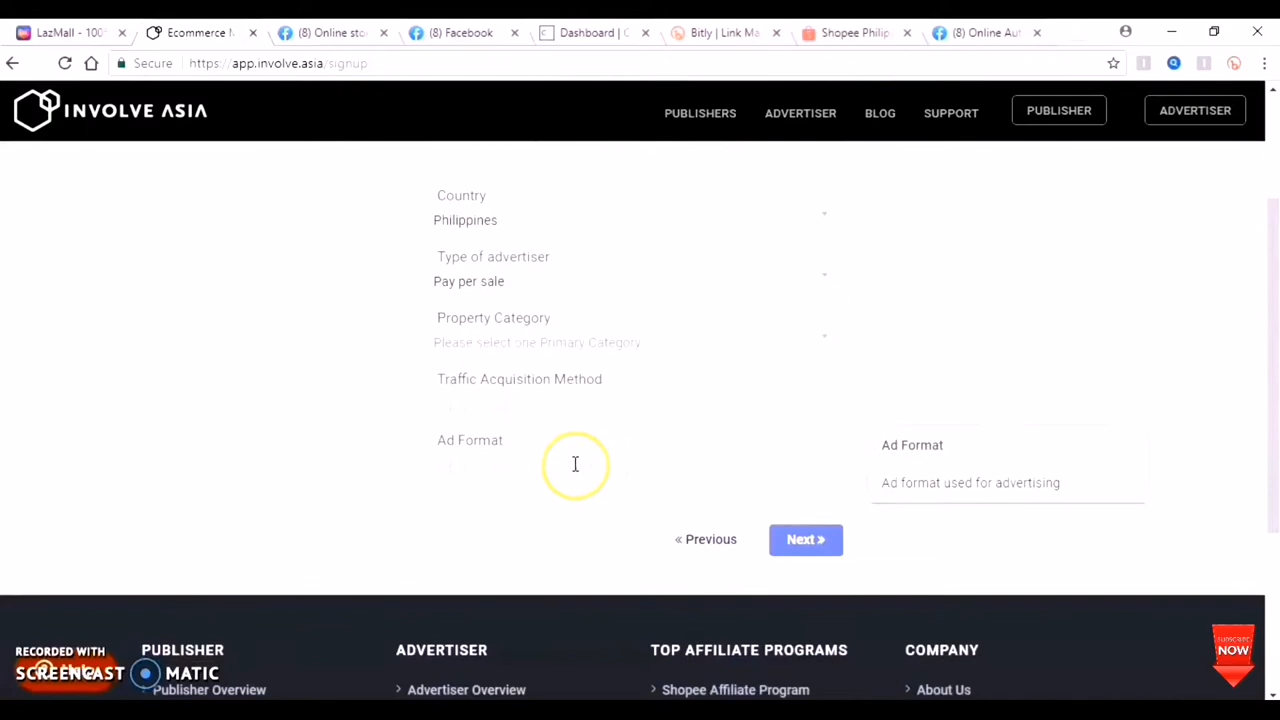 LazMall - 100%
Ecommerce M
(8) Online sto
(8) Facebook
Dashboard | C
Bitly | Link Ma
Shopee Philip
(8) Online Aut
Secure
https://app.involve.asia/signup
INVOLVE ASIA
PUBLISHERS
ADVERTISER
BLOG
SUPPORT
PUBLISHER
ADVERTISER
Country
Philippines
Type of advertiser
Pay per sale
Property Category
Please select one Primary Category
Traffic Acquisition Method
Ad Format
Ad Format
Ad format used for advertising
« Previous
Next »
RECORDED WITH
SCREENCAST MATIC
PUBLISHER
ADVERTISER
TOP AFFILIATE PROGRAMS
COMPANY
Publisher Overview
Advertiser Overview
Shopee Affiliate Program
About Us
SUBSCRIBE
NOW